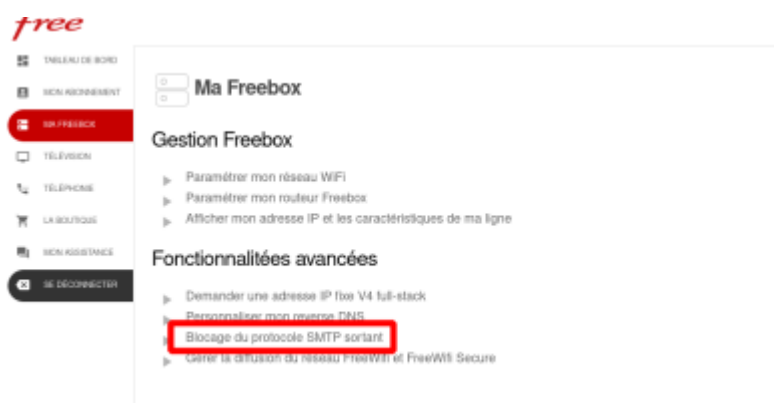 free
TABLEAU DE BORD
MON ABONNEMENT
MA FREEBOX
TÉLÉVISION
TÉLÉPHONE
LA BOUTIQUE
MON ASSISTANCE
SE DÉCONNECTER
Ma Freebox
Gestion Freebox
Paramétrer mon réseau WiFi
Paramétrer mon routeur Freebox
Afficher mon adresse IP et les caractéristiques de ma ligne
Fonctionnalitées avancées
Demander une adresse IP fixe V4 full-stack
Personnaliser mon reverse DNS
Blocage du protocole SMTP sortant
Gérer la diffusion du réseau FreeWifi et FreeWifi Secure